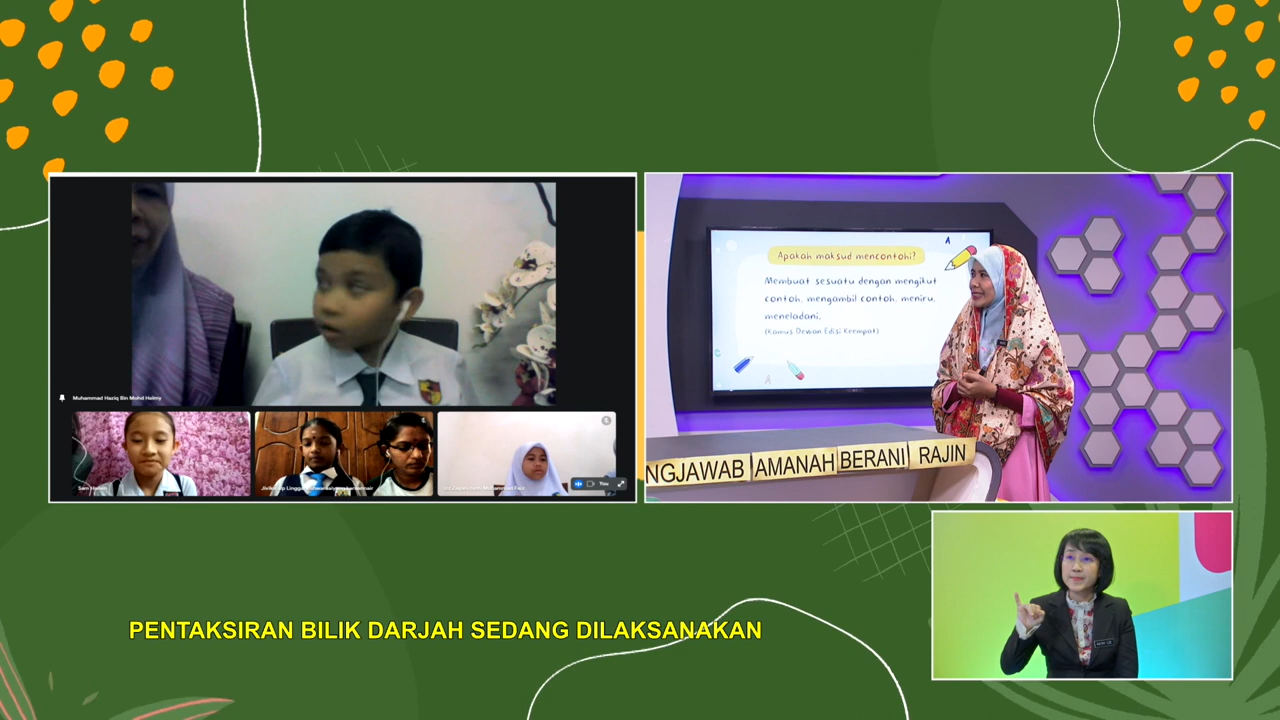 Apakah maksud mencontohi?
Membuat sesuatu dengan mengikut
contoh, mengambil contoh, meniru,
meneladani.
(Kamus Dewan Edisi Keempat)
Muhammad Haziq Bin Mohd Helmy
You
NGJAWAB AMANAH BERANI RAJIN
PENTAKSIRAN BILIK DARJAH SEDANG DILAKSANAKAN